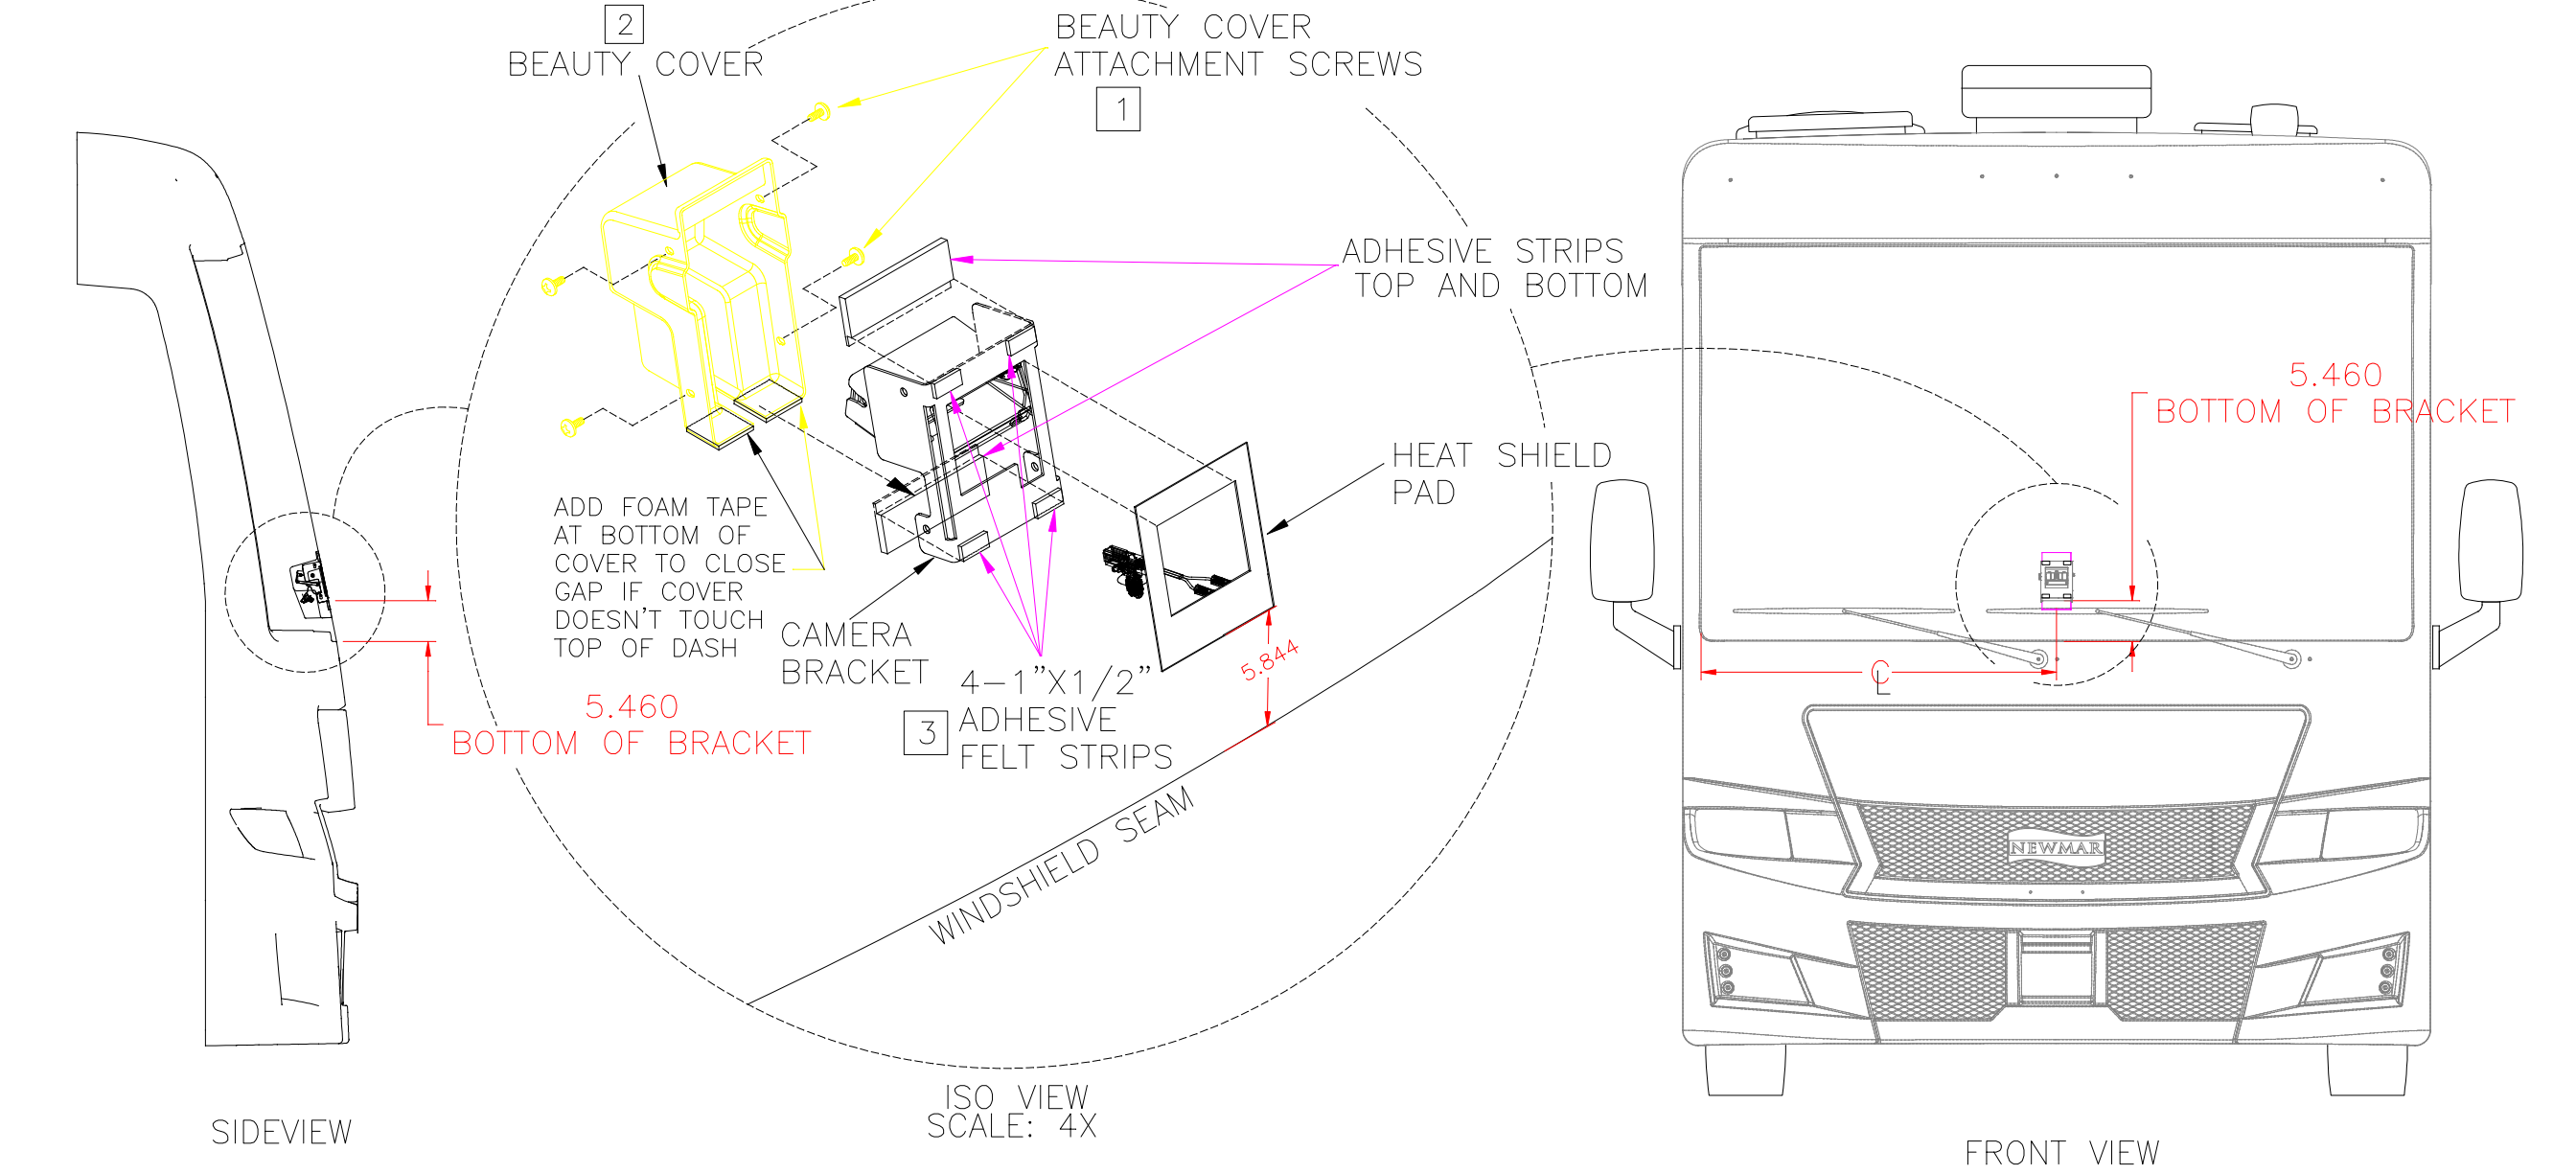 2
BEAUTY COVER
BEAUTY COVER
ATTACHMENT SCREWS
1
ADHESIVE STRIPS
TOP AND BOTTOM
HEAT SHIELD
PAD
ADD FOAM TAPE
AT BOTTOM OF
COVER TO CLOSE
GAP IF COVER
DOESN'T TOUCH
TOP OF DASH
CAMERA
BRACKET
3
4-1"X1/2"
ADHESIVE
FELT STRIPS
5.844
WINDSHIELD SEAM
5.460
BOTTOM OF BRACKET
ISO VIEW
SCALE: 4X
SIDEVIEW
5.460
BOTTOM OF BRACKET
CL
NEWMAR
FRONT VIEW